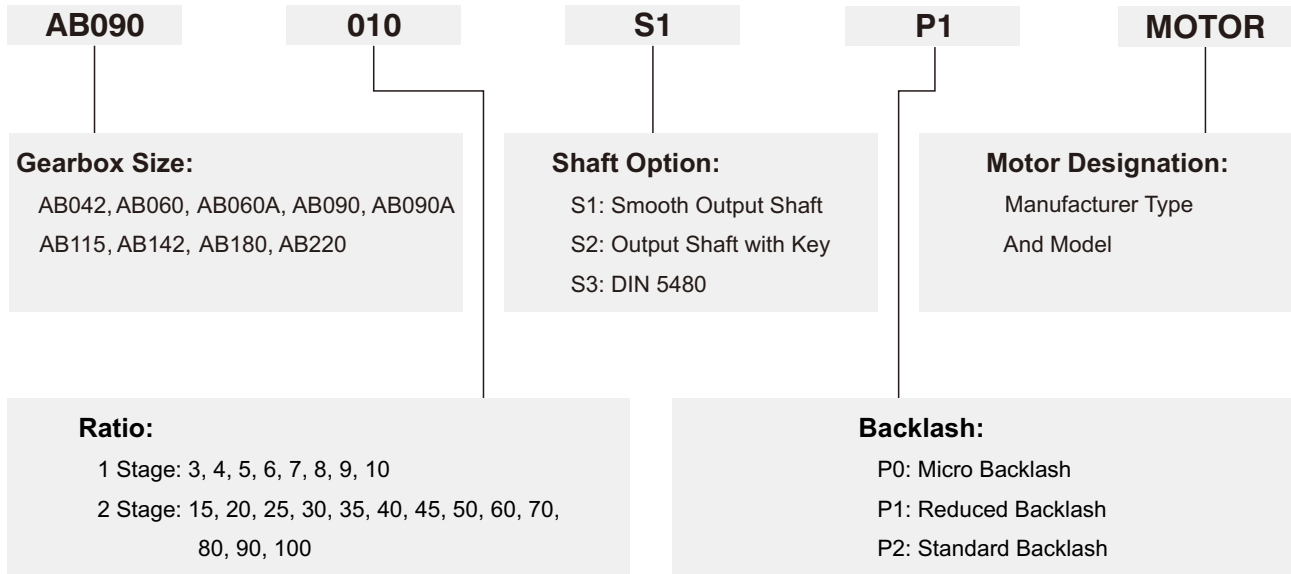 AB090 010 S1 P1 MOTOR
Gearbox Size:
AB042, AB060, AB060A, AB090, AB090A
AB115, AB142, AB180, AB220
Shaft Option:
S1: Smooth Output Shaft
S2: Output Shaft with Key
S3: DIN 5480
Motor Designation:
Manufacturer Type
And Model
Ratio:
1 Stage: 3, 4, 5, 6, 7, 8, 9, 10
2 Stage: 15, 20, 25, 30, 35, 40, 45, 50, 60, 70,
80, 90, 100
Backlash:
P0: Micro Backlash
P1: Reduced Backlash
P2: Standard Backlash